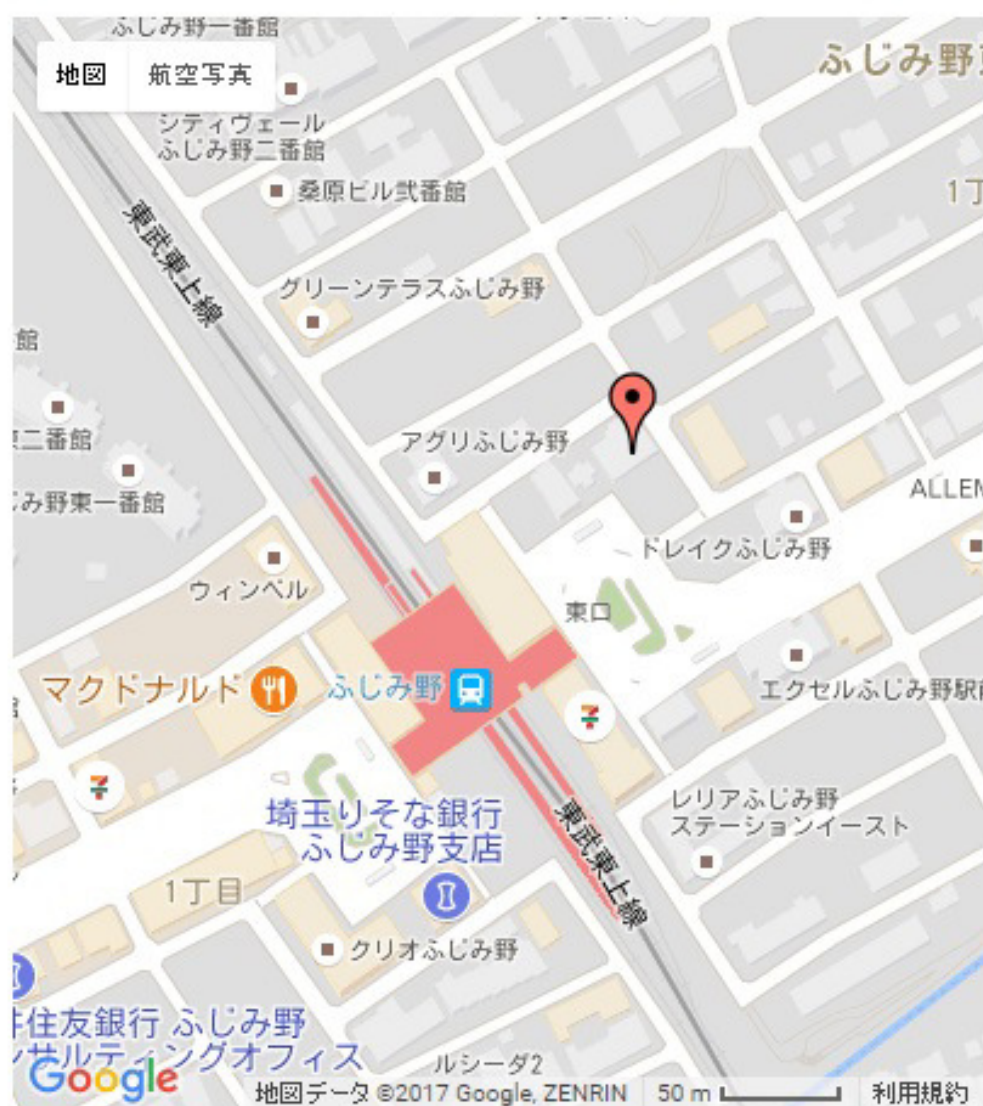 ふじみ野一番館
ふじみ野東
地図
航空写真
シティヴェール
ふじみ野二番館
桑原ビル弐番館
1丁
東武東上線
グリーンテラスふじみ野
館
二番館
アグリふじみ野
み野東一番館
ALLEN
ドレイクふじみ野
ウィンベル
東口
マクドナルド
ふじみ野
エクセルふじみ野駅前
レリアふじみ野
ステーションイースト
埼玉りそな銀行
ふじみ野支店
東武東上線
1丁目
クリオふじみ野
井住友銀行 ふじみ野
ンサルティングオフィス
ルシーダ2
Google
地図データ ©2017 Google, ZENRIN
50 m
利用規約